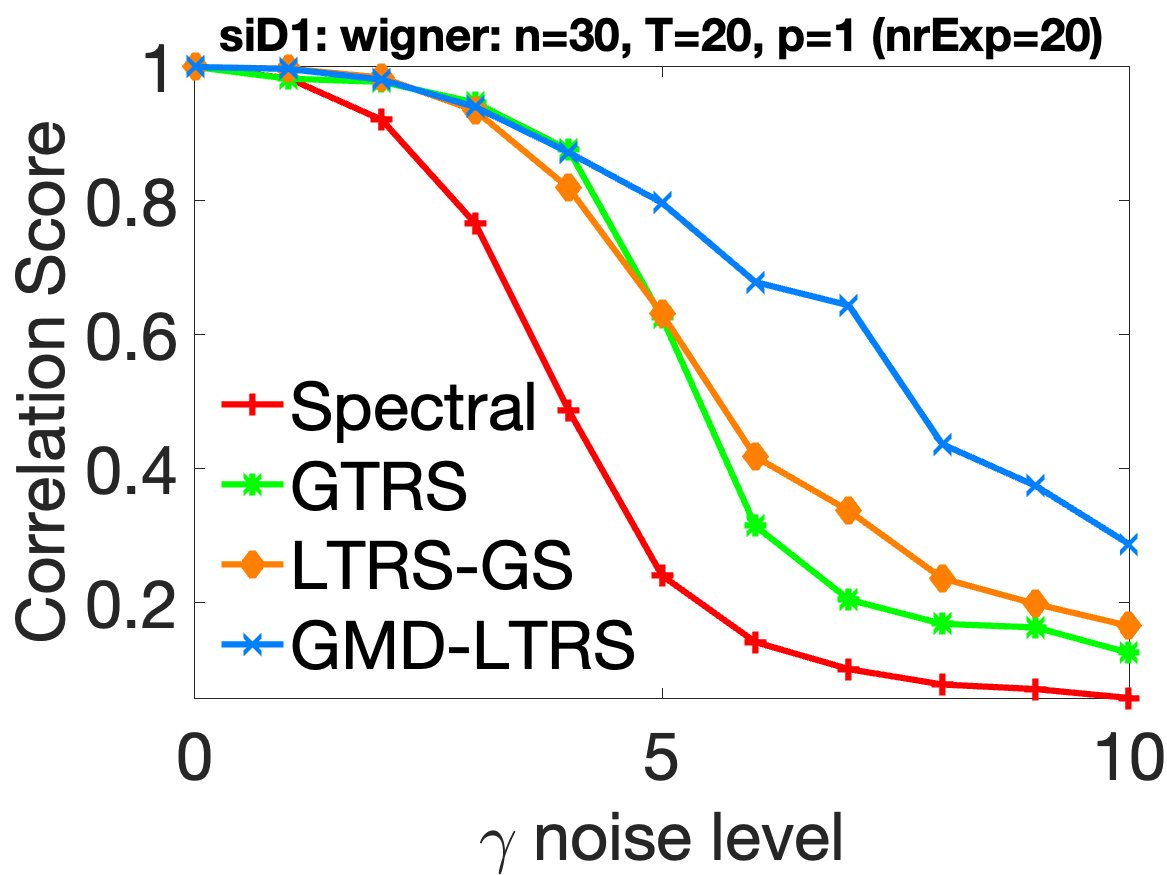 siD1: wigner: n=30, T=20, p=1 (nrExp=20)
1
0.8
0.6
0.4
0.2
Correlation Score
Spectral
GTRS
LTRS-GS
GMD-LTRS
0 5 10
γ noise level